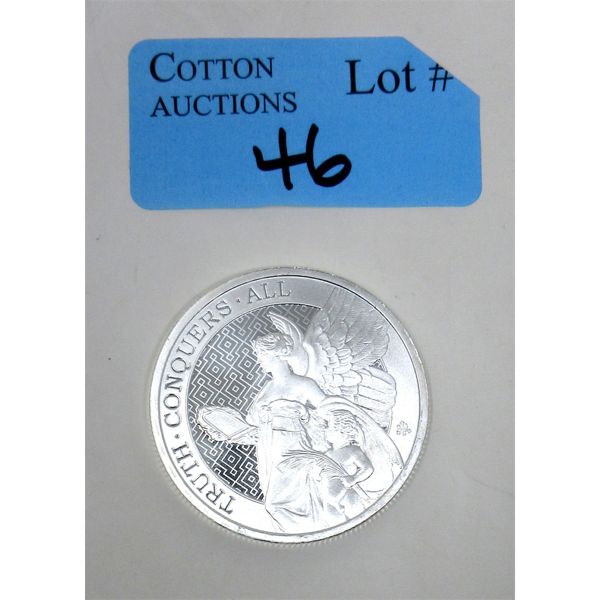 COTTON
AUCTIONS
Lot #
46
TRUTH · CONQUERS · ALL